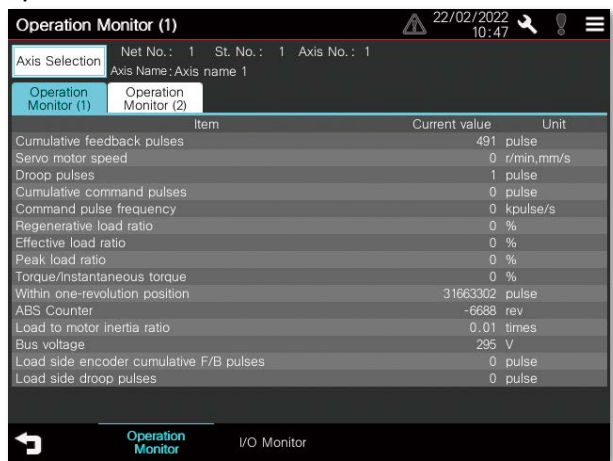 Operation Monitor (1)
22/02/2022
10:47
Axis Selection
Net No.: 1 St. No.: 1 Axis No.: 1
Axis Name:Axis name 1
Operation
Monitor (1)
Operation
Monitor (2)
Item Current value Unit
Cumulative feedback pulses 491 pulse
Servo motor speed 0 r/min,mm/s
Droop pulses 1 pulse
Cumulative command pulses 0 pulse
Command pulse frequency 0 kpulse/s
Regenerative load ratio 0 %
Effective load ratio 0 %
Peak load ratio 0 %
Torque/Instantaneous torque 0 %
Within one-revolution position 31663302 pulse
ABS Counter -6688 rev
Load to motor inertia ratio 0.01 times
Bus voltage 295 V
Load side encoder cumulative F/B pulses 0 pulse
Load side droop pulses 0 pulse
Operation
Monitor
I/O Monitor